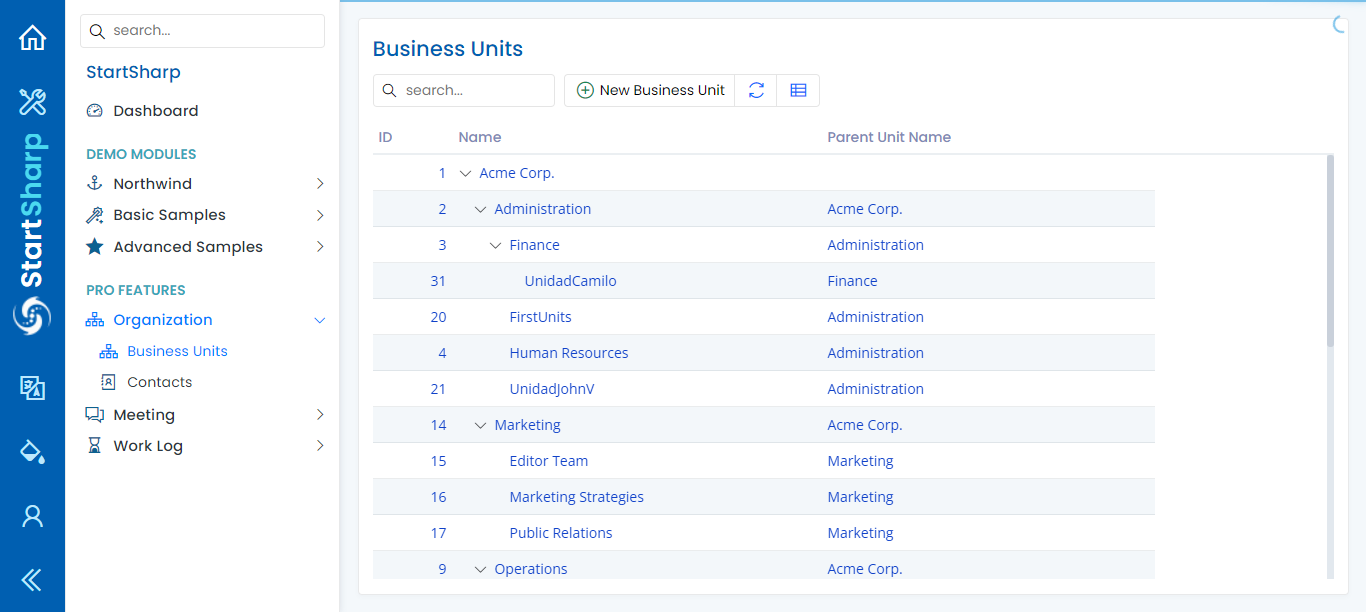 StartSharp
search...
StartSharp
Dashboard
DEMO MODULES
Northwind
Basic Samples
Advanced Samples
PRO FEATURES
Organization
Business Units
Contacts
Meeting
Work Log
Business Units
search...
New Business Unit
ID Name Parent Unit Name
1 Acme Corp.
2 Administration Acme Corp.
3 Finance Administration
31 UnidadCamilo Finance
20 FirstUnits Administration
4 Human Resources Administration
21 UnidadJohnV Administration
14 Marketing Acme Corp.
15 Editor Team Marketing
16 Marketing Strategies Marketing
17 Public Relations Marketing
9 Operations Acme Corp.